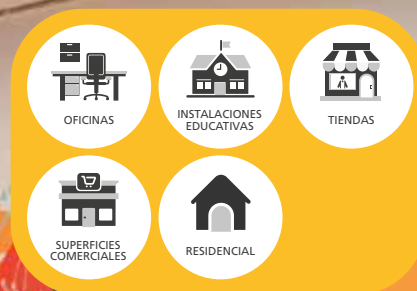 OFICINAS
INSTALACIONES
EDUCATIVAS
TIENDAS
SUPERFICIES
COMERCIALES
RESIDENCIAL